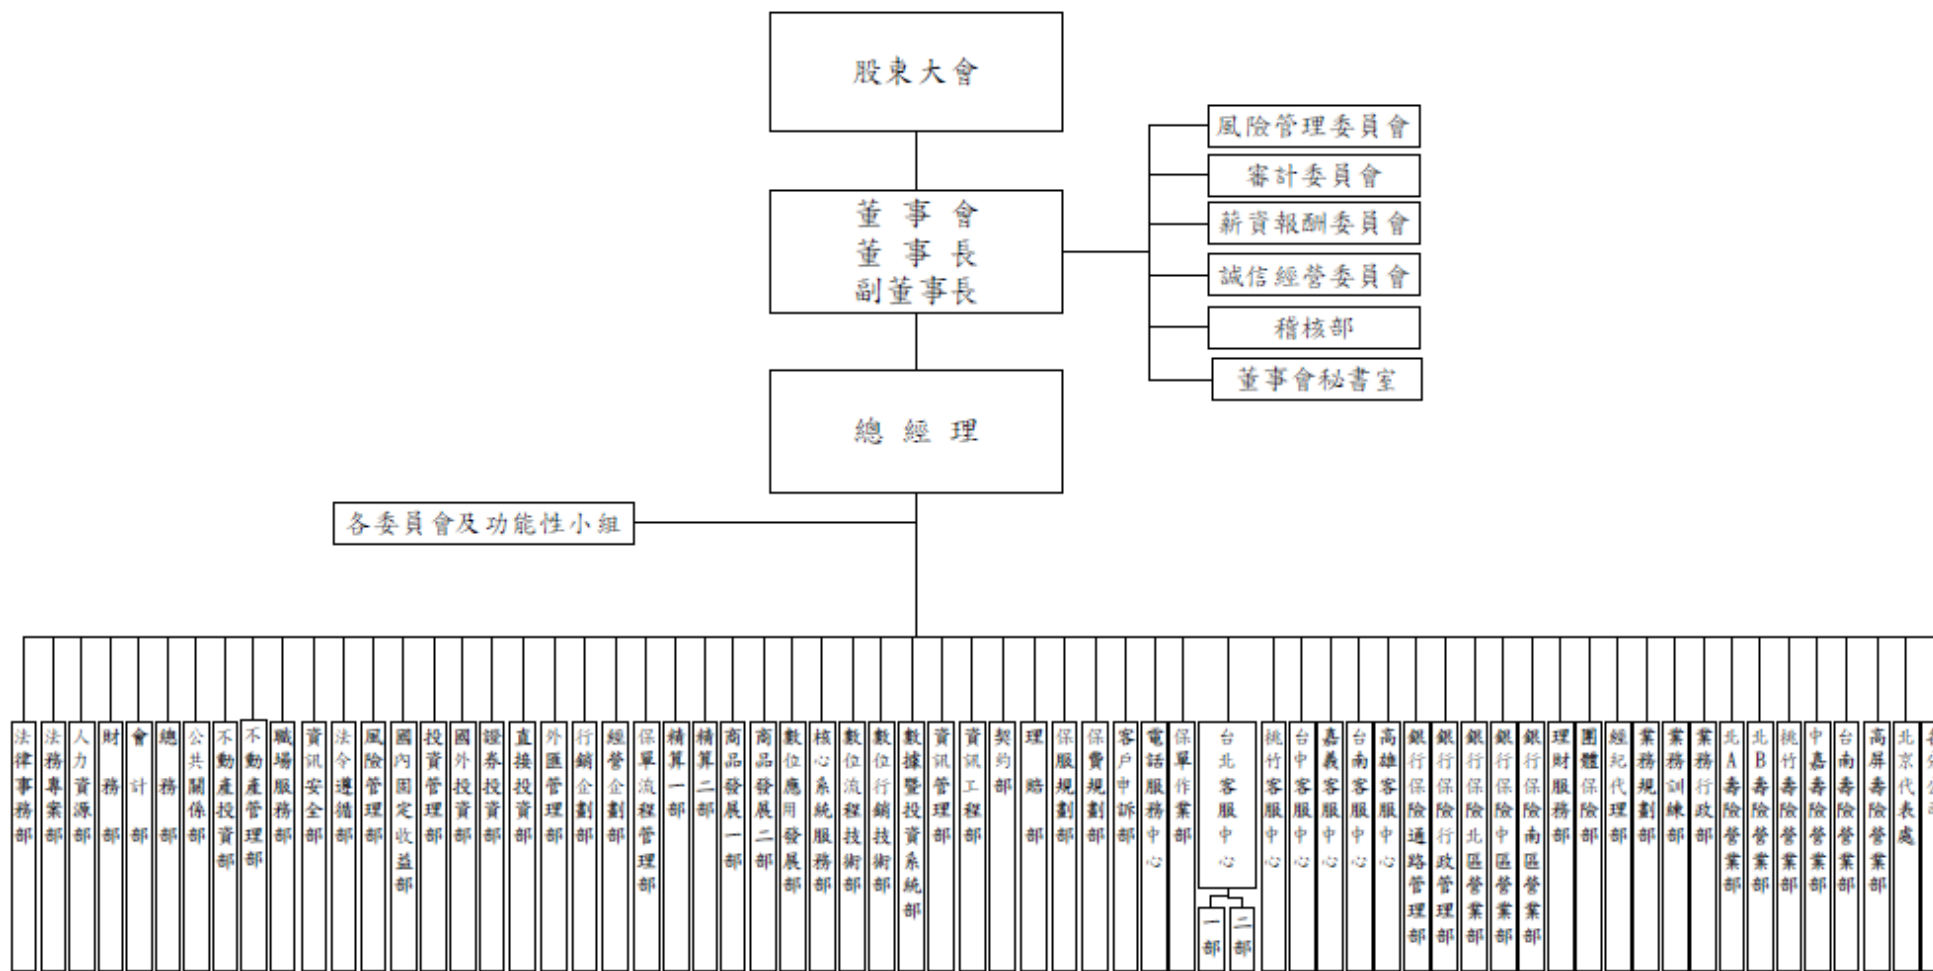 股東大會
風險管理委員會
審計委員會
薪資報酬委員會
誠信經營委員會
稽核部
董事會秘書室
董事會
董事長
副董事長
總經理
各委員會及功能性小組
法律事務部
法務專案部
人力資源部
財務部
會計部
總務部
公共關係部
不動產投資部
不動產管理部
職場服務部
資訊安全部
法令遵循部
風險管理部
國內固定收益部
投資管理部
國外投資部
證券投資部
直接投資部
外匯管理部
行銷企劃部
經營企劃部
保單流程管理部
精算一部
精算二部
商品發展一部
商品發展二部
數位應用發展部
核心系統服務部
數位流程技術部
數位行銷技術部
數據暨投資系統部
資訊管理部
資訊工程部
契約部
理賠部
保服規劃部
保費規劃部
客戶申訴部
電話服務中心
保單作業部
台北客服中心
一部
二部
桃竹客服中心
台中客服中心
嘉義客服中心
台南客服中心
高雄客服中心
銀行保險通路管理部
銀行保險行政管理部
銀行保險北區營業部
銀行保險中區營業部
銀行保險南區營業部
理財服務部
團體保險部
經紀代理部
業務規劃部
業務訓練部
業務行政部
北A壽險營業部
北B壽險營業部
桃竹壽險營業部
中嘉壽險營業部
台南壽險營業部
高屏壽險營業部
北京代表處